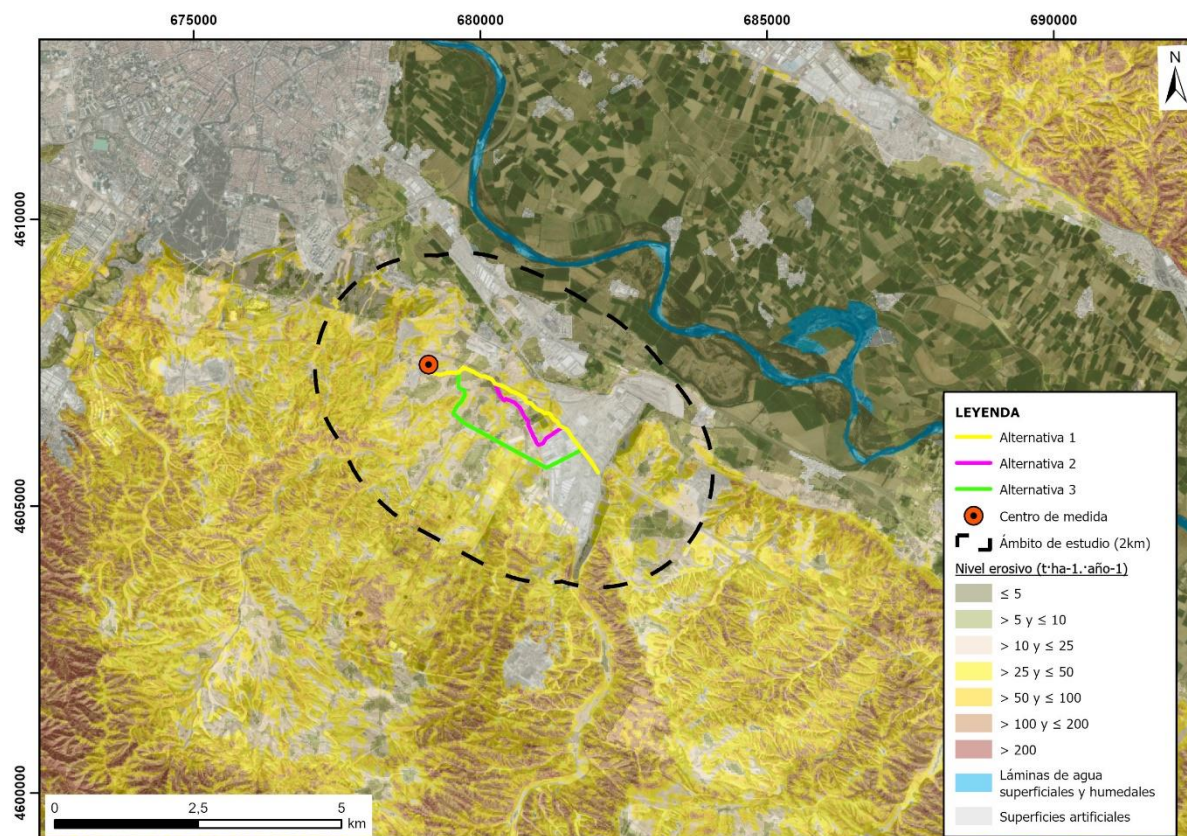 675000
680000
685000
690000
N
4610000
4605000
4600000
LEYENDA
Alternativa 1
Alternativa 2
Alternativa 3
Centro de medida
Ámbito de estudio (2km)
Nivel erosivo (t·ha-1.·año-1)
≤ 5
> 5 y ≤ 10
> 10 y ≤ 25
> 25 y ≤ 50
> 50 y ≤ 100
> 100 y ≤ 200
> 200
Láminas de agua
superficiales y humedales
Superficies artificiales
0
2,5
5
km